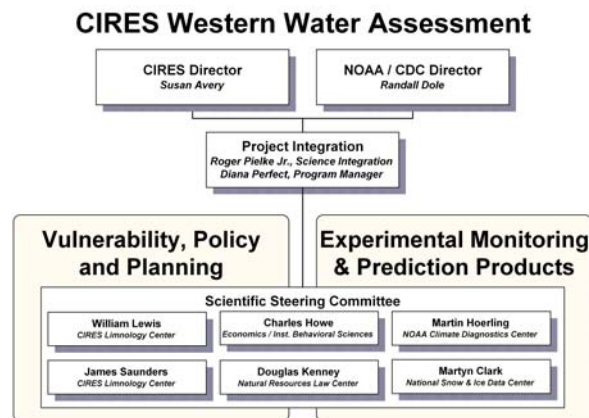 CIRES Western Water Assessment
CIRES Director
Susan Avery
NOAA / CDC Director
Randall Dole
Project Integration
Roger Pielke Jr., Science Integration
Diana Perfect, Program Manager
Vulnerability, Policy
and Planning
Experimental Monitoring
& Prediction Products
Scientific Steering Committee
William Lewis
CIRES Limnology Center
Charles Howe
Economics / Inst. Behavioral Sciences
Martin Hoerling
NOAA Climate Diagnostics Center
James Saunders
CIRES Limnology Center
Douglas Kenney
Natural Resources Law Center
Martyn Clark
National Snow & Ice Data Center